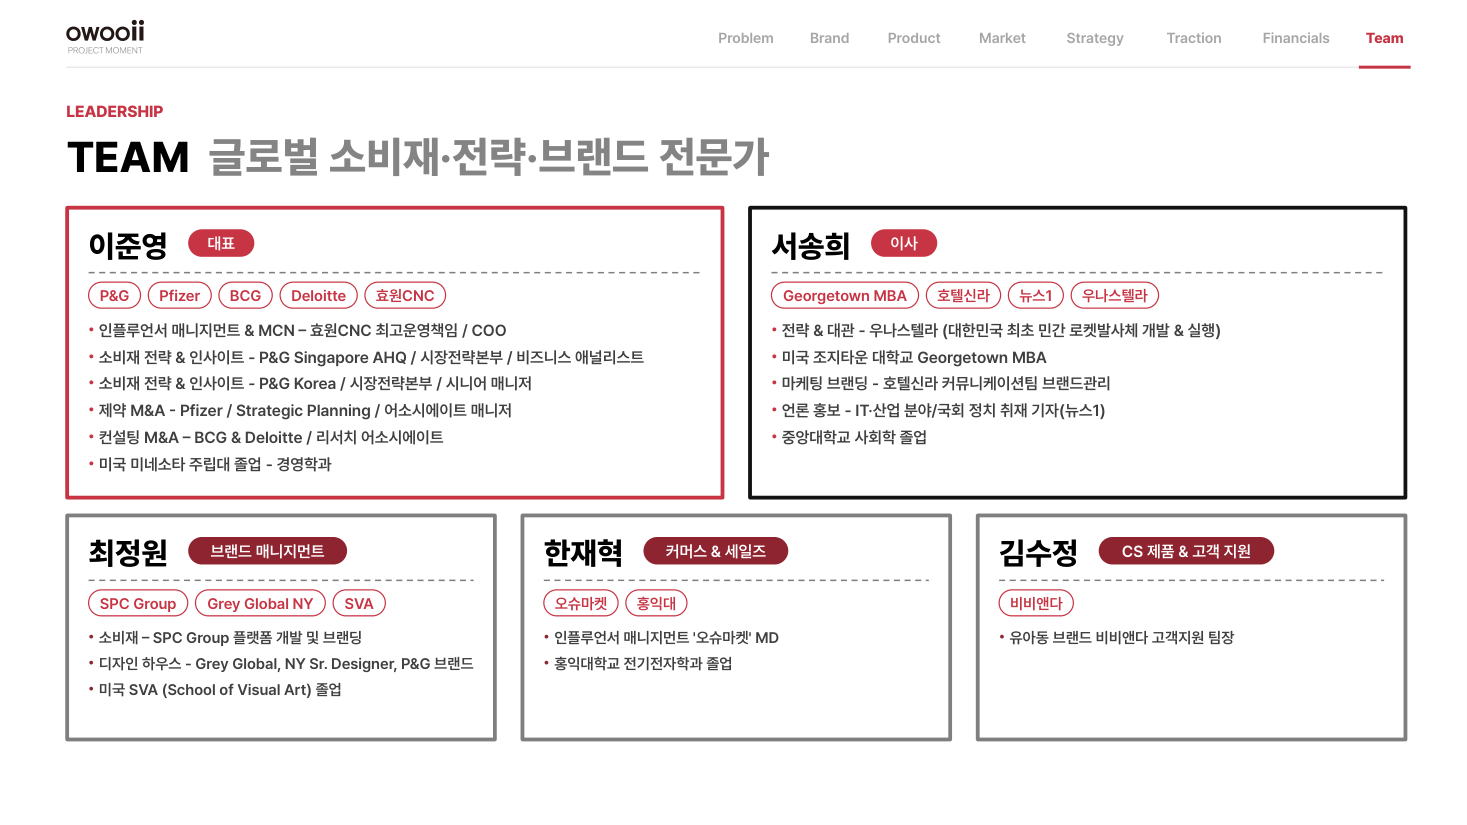 owooii
PROJECT MOMENT
Problem Brand Product Market Strategy Traction Financials Team
LEADERSHIP
TEAM 글로벌 소비재·전략·브랜드 전문가
이준영 대표
P&G Pfizer BCG Deloitte 효원CNC
• 인플루언서 매니지먼트 & MCN – 효원CNC 최고운영책임 / COO
• 소비재 전략 & 인사이트 - P&G Singapore AHQ / 시장전략본부 / 비즈니스 애널리스트
• 소비재 전략 & 인사이트 - P&G Korea / 시장전략본부 / 시니어 매니저
• 제약 M&A - Pfizer / Strategic Planning / 어소시에이트 매니저
• 컨설팅 M&A – BCG & Deloitte / 리서치 어소시에이트
• 미국 미네소타 주립대 졸업 - 경영학과
서송희 이사
Georgetown MBA 호텔신라 뉴스1 우나스텔라
• 전략 & 대관 - 우나스텔라 (대한민국 최초 민간 로켓발사체 개발 & 실행)
• 미국 조지타운 대학교 Georgetown MBA
• 마케팅 브랜딩 - 호텔신라 커뮤니케이션팀 브랜드관리
• 언론 홍보 - IT·산업 분야/국회 정치 취재 기자(뉴스1)
• 중앙대학교 사회학 졸업
최정원 브랜드 매니지먼트
SPC Group Grey Global NY SVA
• 소비재 – SPC Group 플랫폼 개발 및 브랜딩
• 디자인 하우스 - Grey Global, NY Sr. Designer, P&G 브랜드
• 미국 SVA (School of Visual Art) 졸업
한재혁 커머스 & 세일즈
오슈마켓 홍익대
• 인플루언서 매니지먼트 '오슈마켓' MD
• 홍익대학교 전기전자학과 졸업
김수정 CS 제품 & 고객 지원
비비앤다
• 유아동 브랜드 비비앤다 고객지원 팀장